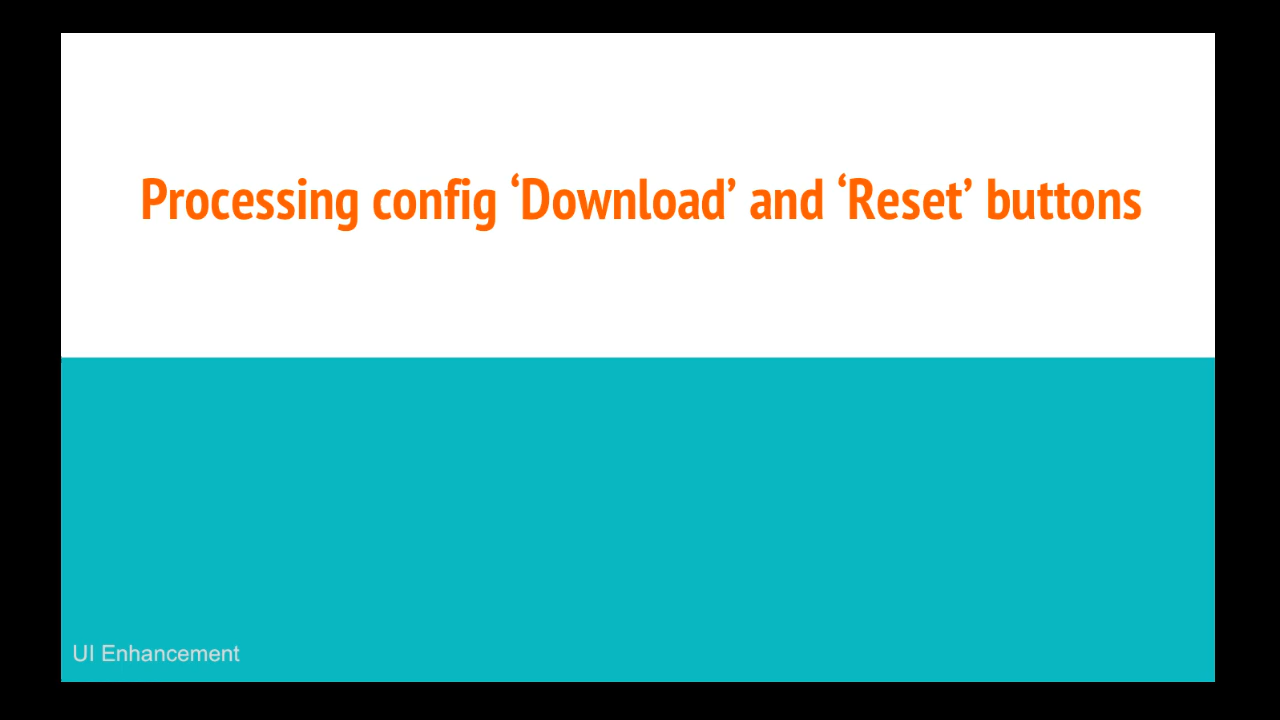 Processing config ‘Download’ and ‘Reset’ buttons
UI Enhancement